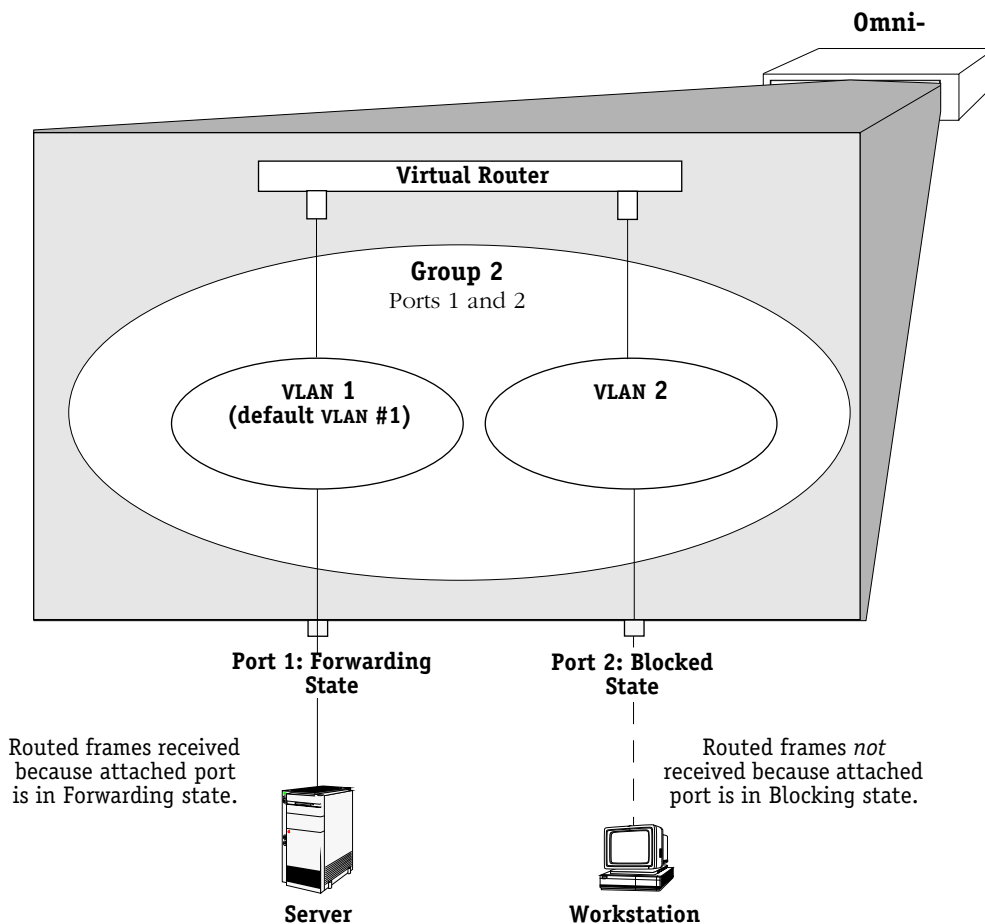 Omni-
Virtual Router
Group 2
Ports 1 and 2
VLAN 1
(default VLAN #1)
VLAN 2
Port 1: Forwarding
State
Port 2: Blocked
State
Routed frames received
because attached port
is in Forwarding state.
Routed frames not
received because attached
port is in Blocking state.
Server
Workstation